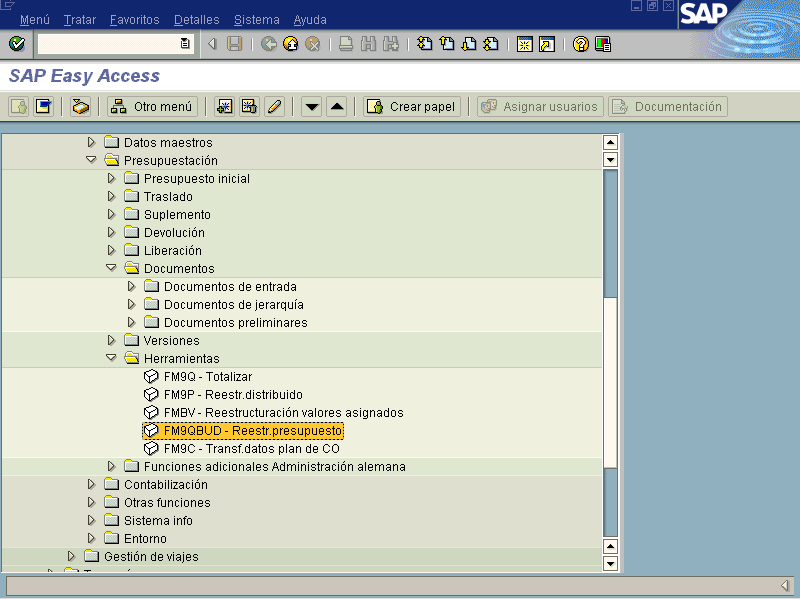 Menú Tratar Favoritos Detalles Sistema Ayuda
SAP
SAP Easy Access
Otro menú Crear papel Asignar usuarios Documentación
Datos maestros
Presupuestación
Presupuesto inicial
Traslado
Suplemento
Devolución
Liberación
Documentos
Documentos de entrada
Documentos de jerarquía
Documentos preliminares
Versiones
Herramientas
FM9Q - Totalizar
FM9P - Reestr.distribuido
FMBV - Reestructuración valores asignados
FM9QBUD - Reestr.presupuesto
FM9C - Transf.datos plan de CO
Funciones adicionales Administración alemana
Contabilización
Otras funciones
Sistema info
Entorno
Gestión de viajes